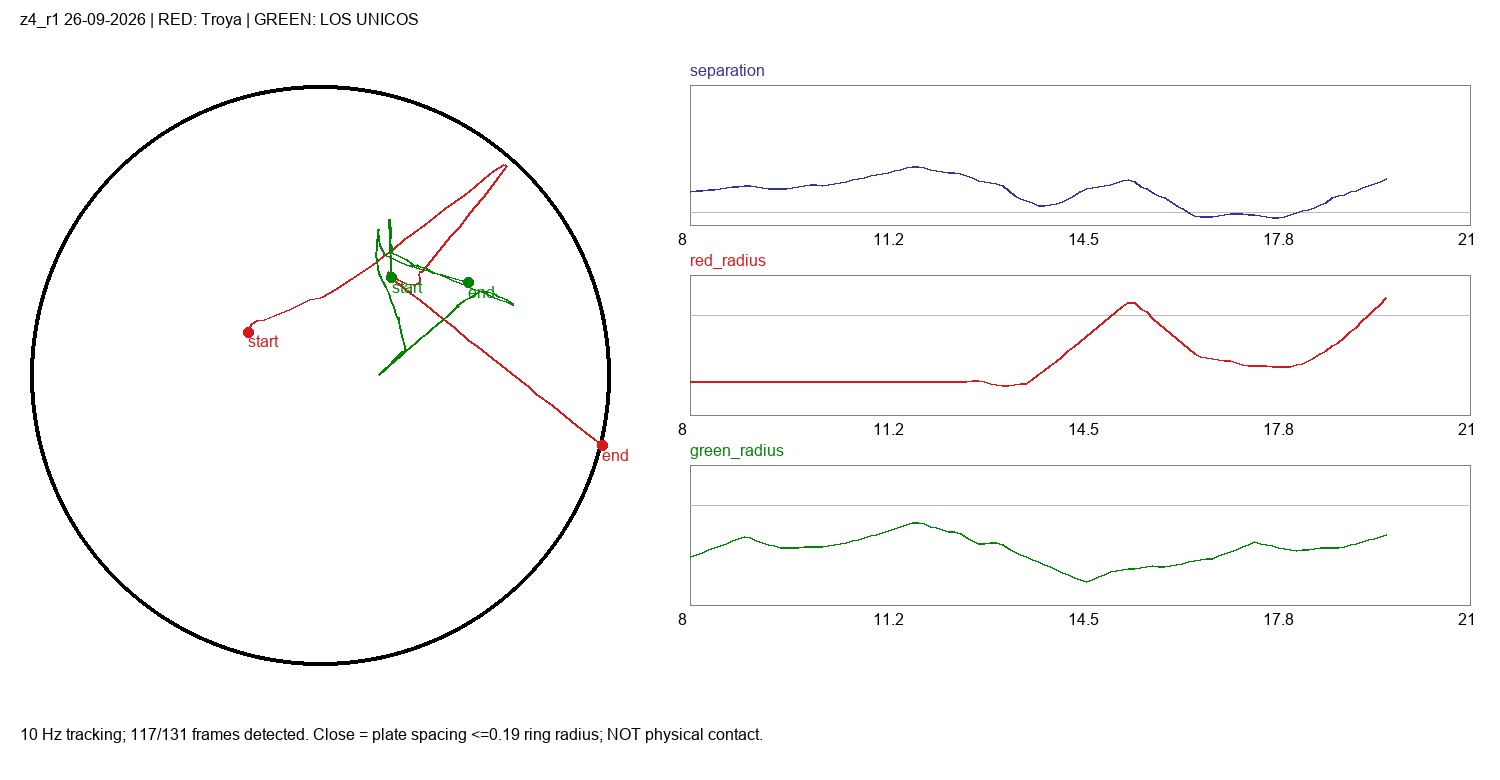 z4_r1 26-09-2026 | RED: Troya | GREEN: LOS UNICOS
separation
8 11.2 14.5 17.8 21
red_radius
8 11.2 14.5 17.8 21
green_radius
8 11.2 14.5 17.8 21
start
end
start
end
10 Hz tracking; 117/131 frames detected. Close = plate spacing <=0.19 ring radius; NOT physical contact.